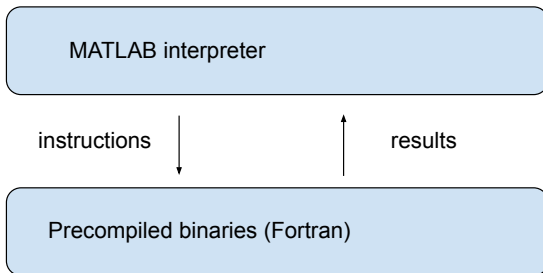 MATLAB interpreter
instructions
results
Precompiled binaries (Fortran)